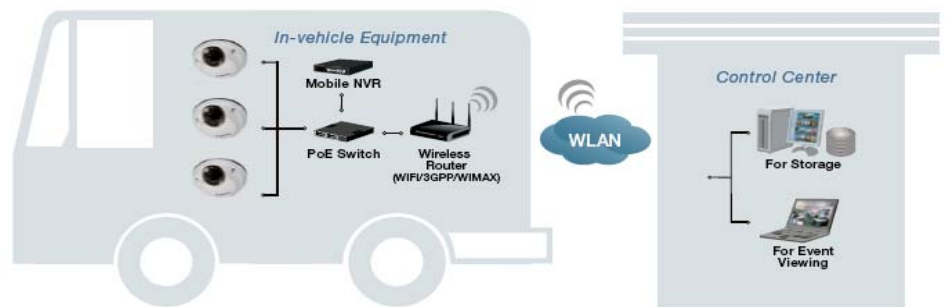 In-vehicle Equipment
Mobile NVR
PoE Switch
Wireless
Router
(WIFI/3GPP/WIMAX)
WLAN
Control Center
For Storage
For Event
Viewing